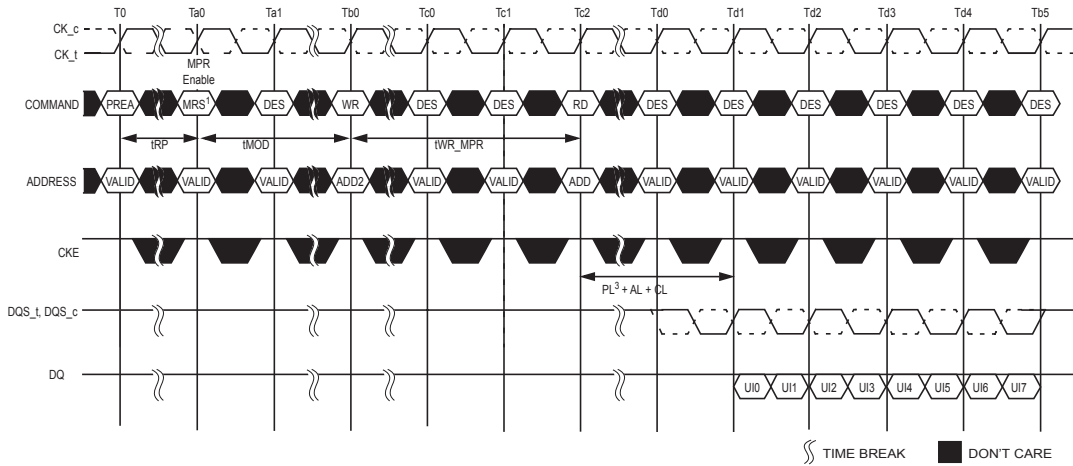 T0 Ta0 Ta1 Tb0 Tc0 Tc1 Tc2 Td0 Td1 Td2 Td3 Td4 Tb5
CK_c
CK_t
MPR
Enable
COMMAND PREA MRS1 DES WR DES DES RD DES DES DES DES DES DES
tRP tMOD tWR_MPR
ADDRESS VALID VALID VALID ADD2 VALID VALID ADD VALID VALID VALID VALID VALID VALID
CKE
PL3 + AL + CL
DQS_t, DQS_c
DQ UI0 UI1 UI2 UI3 UI4 UI5 UI6 UI7
TIME BREAK DON'T CARE